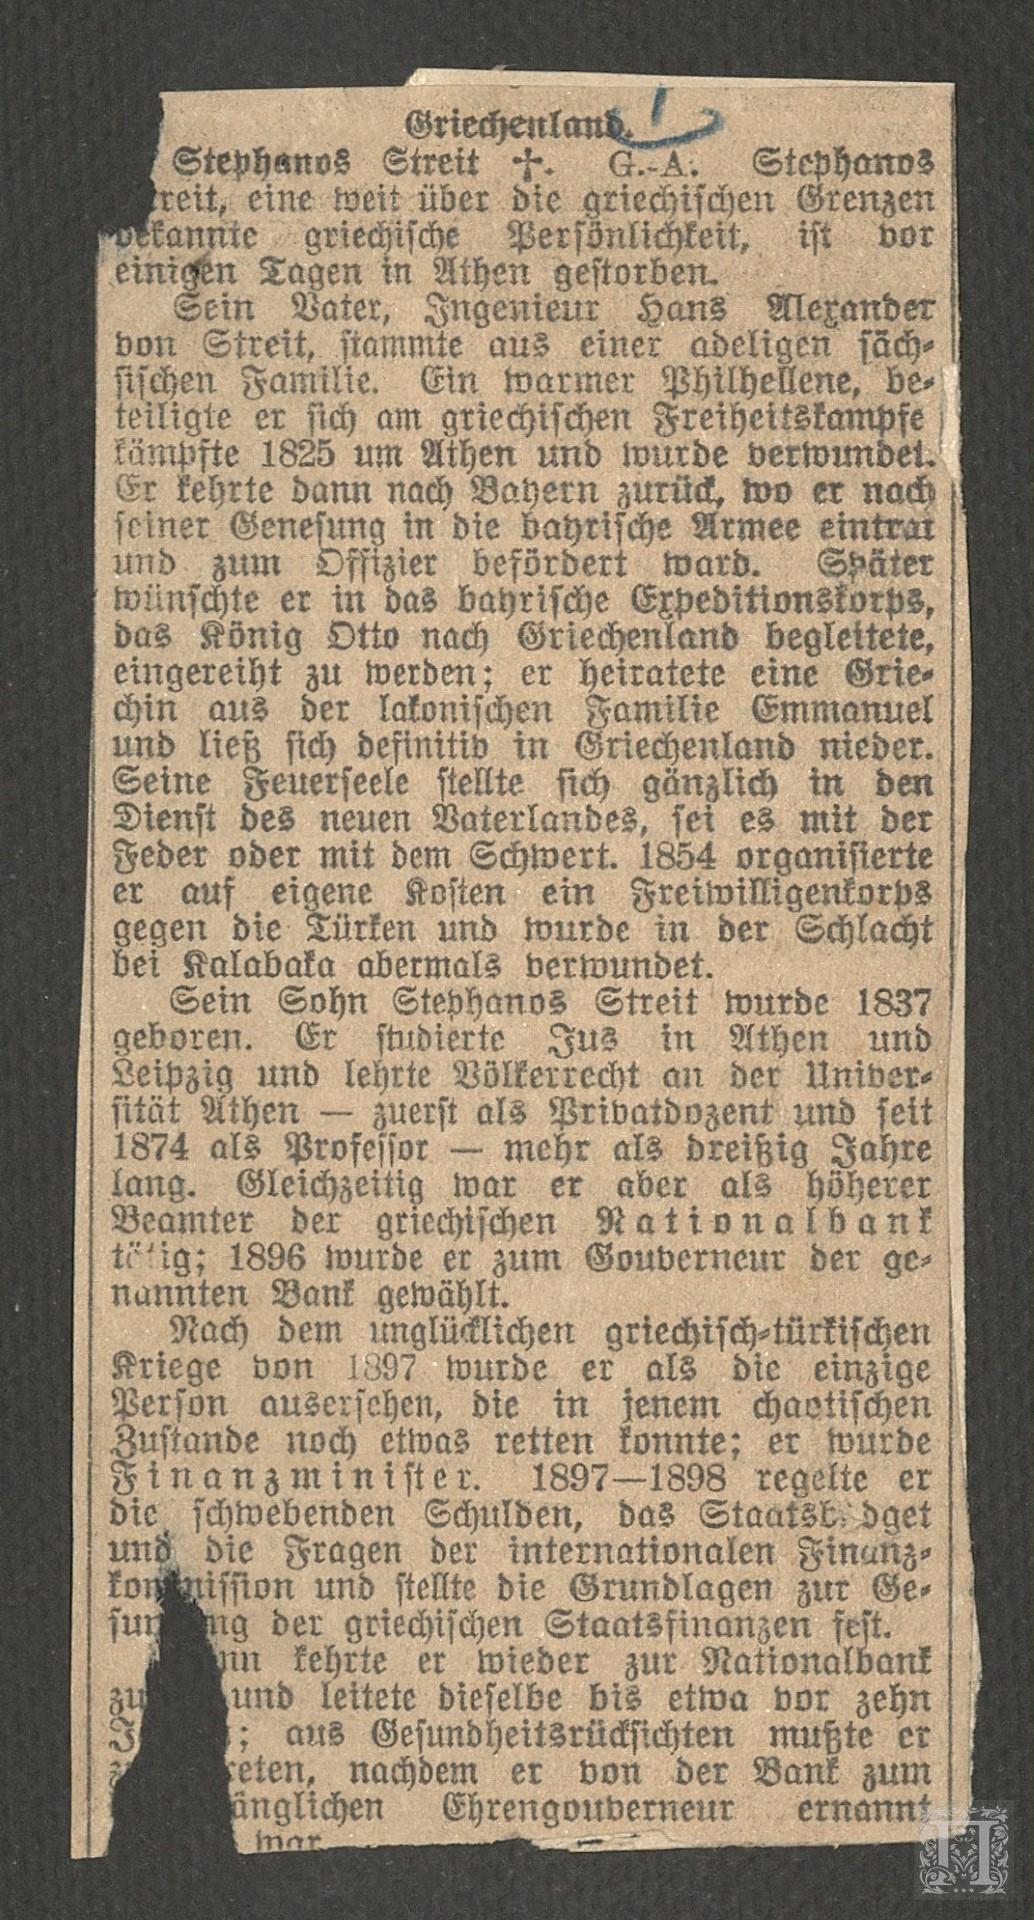 Griechenland.
Stephanos Streit †. G.-A. Stephanos
reit, eine weit über die griechischen Grenzen
bekannte griechische Persönlichkeit, ist vor
einigen Tagen in Athen gestorben.
Sein Vater, Ingenieur Hans Alexander
von Streit, stammte aus einer adeligen säch-
sischen Familie. Ein warmer Philhellene, be-
teiligte er sich am griechischen Freiheitskampfe
kämpfte 1825 um Athen und wurde verwundet.
Er kehrte dann nach Bayern zurück, wo er nach
seiner Genesung in die bayrische Armee eintrat
und zum Offizier befördert ward. Später
wünschte er in das bayrische Expeditionskorps,
das König Otto nach Griechenland begleitete,
eingereiht zu werden; er heiratete eine Grie-
chin aus der lakonischen Familie Emmanuel
und ließ sich definitiv in Griechenland nieder.
Seine Feuerseele stellte sich gänzlich in den
Dienst des neuen Vaterlandes, sei es mit der
Feder oder mit dem Schwert. 1854 organisierte
er auf eigene Kosten ein Freiwilligenkorps
gegen die Türken und wurde in der Schlacht
bei Kalabaka abermals verwundet.
Sein Sohn Stephanos Streit wurde 1837
geboren. Er studierte Jus in Athen und
Leipzig und lehrte Völkerrecht an der Univer-
sität Athen — zuerst als Privatdozent und seit
1874 als Professor — mehr als dreißig Jahre
lang. Gleichzeitig war er aber als höherer
Beamter der griechischen Nationalbank
tätig; 1896 wurde er zum Gouverneur der ge-
nannten Bank gewählt.
Nach dem unglücklichen griechisch-türkischen
Kriege von 1897 wurde er als die einzige
Person ausersehen, die in jenem chaotischen
Zustande noch etwas retten konnte; er wurde
Finanzminister. 1897—1898 regelte er
die schwebenden Schulden, das Staatsbudget
und die Fragen der internationalen Finanz-
kommission und stellte die Grundlagen zur Ge-
sun ng der griechischen Staatsfinanzen fest.
nn kehrte er wieder zur Nationalbank
zu und leitete dieselbe bis etwa vor zehn
J ; aus Gesundheitsrücksichten mußte er
z reten, nachdem er von der Bank zum
änglichen Ehrengouverneur ernannt
war